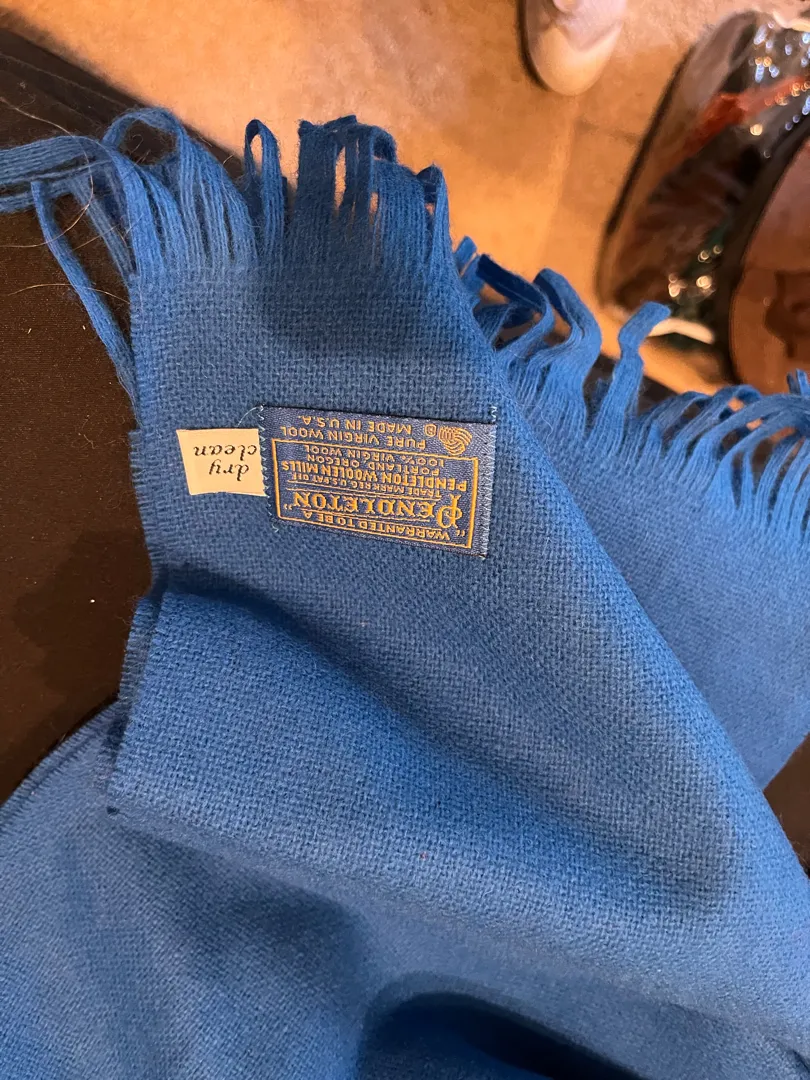 "WARRANTED TO BE A
PENDLETON"
TRADE MARK REG. U.S. PAT. OFF.
PENDLETON WOOLEN MILLS
PORTLAND, OREGON
100% VIRGIN WOOL
PURE VIRGIN WOOL
MADE IN U.S.A. ®
dry
clean